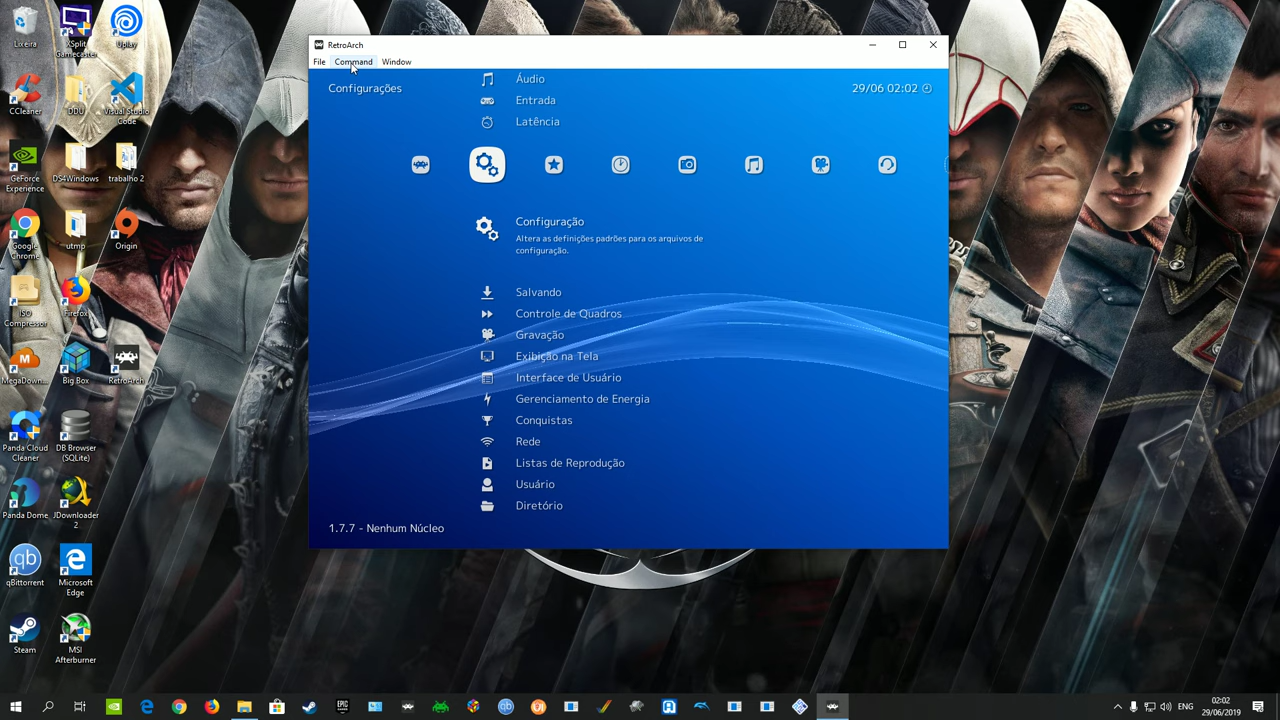 RetroArch
File Command Window
Configurações
29/06 02:02
Áudio
Entrada
Latência
Configuração
Altera as definições padrões para os arquivos de
configuração.
Salvando
Controle de Quadros
Gravação
Exibição na Tela
Interface de Usuário
Gerenciamento de Energia
Conquistas
Rede
Listas de Reprodução
Usuário
Diretório
1.7.7 - Nenhum Núcleo
Lixeira
XSplit
Gamecaster
Uplay
CCleaner
DDU
Visual Studio
Code
GeForce
Experience
DS4Windows
trabalho 2
Google
Chrome
utmp
Origin
ISO
Compressor
Firefox
MegaDown...
Big Box
RetroArch
Panda Cloud
Cleaner
DB Browser
(SQLite)
Panda Dome
JDownloader
2
qBittorrent
Microsoft
Edge
Steam
MSI
Afterburner
EPIC
GAMES
ENG
02:02
29/06/2019